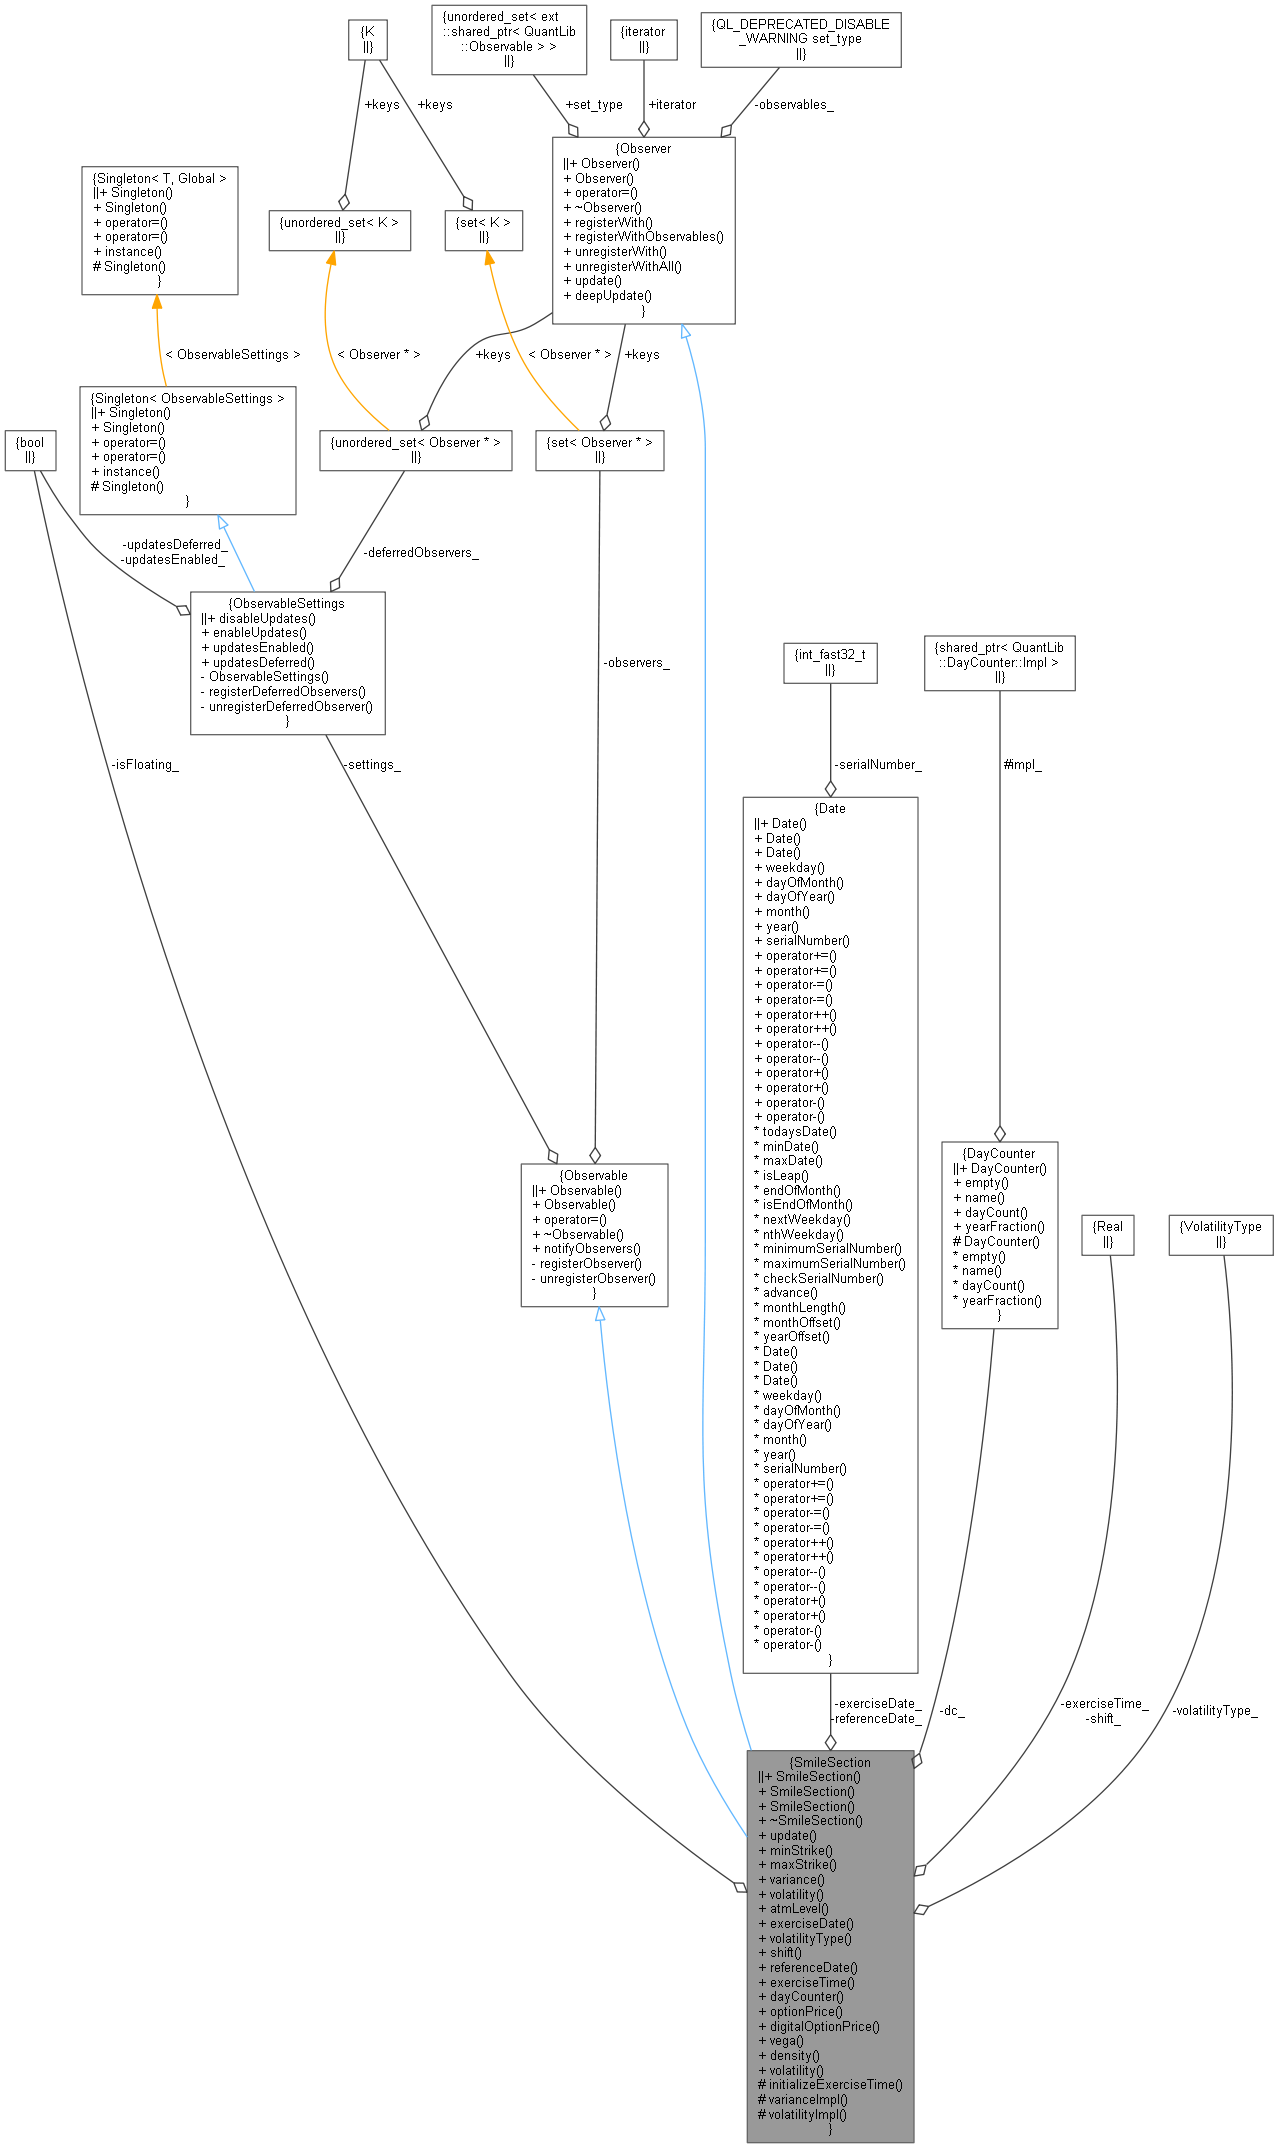 {K
||}
{unordered_set< ext
::shared_ptr< QuantLib
::Observable > >
||}
{iterator
||}
{QL_DEPRECATED_DISABLE
_WARNING set_type
||}
+keys
+keys
+set_type
+iterator
-observables_
{Singleton< T, Global >
||+ Singleton()
+ Singleton()
+ operator=()
+ operator=()
+ instance()
# Singleton()
}
{unordered_set< K >
||}
{set< K >
||}
{Observer
||+ Observer()
+ Observer()
+ operator=()
+ ~Observer()
+ registerWith()
+ registerWithObservables()
+ unregisterWith()
+ unregisterWithAll()
+ update()
+ deepUpdate()
}
< ObservableSettings >
< Observer * >
+keys
< Observer * >
+keys
{bool
||}
{Singleton< ObservableSettings >
||+ Singleton()
+ Singleton()
+ operator=()
+ operator=()
+ instance()
# Singleton()
}
{unordered_set< Observer * >
||}
{set< Observer * >
||}
-updatesDeferred_
-updatesEnabled_
-deferredObservers_
{ObservableSettings
||+ disableUpdates()
+ enableUpdates()
+ updatesEnabled()
+ updatesDeferred()
- ObservableSettings()
- registerDeferredObservers()
- unregisterDeferredObserver()
}
-observers_
{int_fast32_t
||}
{shared_ptr< QuantLib
::DayCounter::Impl >
||}
-isFloating_
-settings_
-serialNumber_
#impl_
{Date
||+ Date()
+ Date()
+ Date()
+ weekday()
+ dayOfMonth()
+ dayOfYear()
+ month()
+ year()
+ serialNumber()
+ operator+=()
+ operator+=()
+ operator-=()
+ operator-=()
+ operator++()
+ operator++()
+ operator--()
+ operator--()
+ operator+()
+ operator+()
+ operator-()
+ operator-()
* todaysDate()
* minDate()
* maxDate()
* isLeap()
* endOfMonth()
* isEndOfMonth()
* nextWeekday()
* nthWeekday()
* minimumSerialNumber()
* maximumSerialNumber()
* checkSerialNumber()
* advance()
* monthLength()
* monthOffset()
* yearOffset()
* Date()
* Date()
* Date()
* weekday()
* dayOfMonth()
* dayOfYear()
* month()
* year()
* serialNumber()
* operator+=()
* operator+=()
* operator-=()
* operator-=()
* operator++()
* operator++()
* operator--()
* operator--()
* operator+()
* operator+()
* operator-()
* operator-()
}
{Observable
||+ Observable()
+ Observable()
+ operator=()
+ ~Observable()
+ notifyObservers()
- registerObserver()
- unregisterObserver()
}
{DayCounter
||+ DayCounter()
+ empty()
+ name()
+ dayCount()
+ yearFraction()
# DayCounter()
* empty()
* name()
* dayCount()
* yearFraction()
}
{Real
||}
{VolatilityType
||}
-exerciseDate_
-referenceDate_
-dc_
-exerciseTime_
-shift_
-volatilityType_
{SmileSection
||+ SmileSection()
+ SmileSection()
+ SmileSection()
+ ~SmileSection()
+ update()
+ minStrike()
+ maxStrike()
+ variance()
+ volatility()
+ atmLevel()
+ exerciseDate()
+ volatilityType()
+ shift()
+ referenceDate()
+ exerciseTime()
+ dayCounter()
+ optionPrice()
+ digitalOptionPrice()
+ vega()
+ density()
+ volatility()
# initializeExerciseTime()
# varianceImpl()
# volatilityImpl()
}